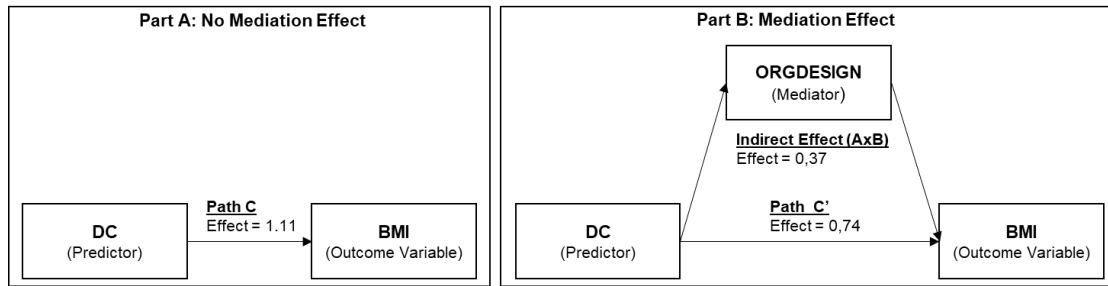 Part A: No Mediation Effect
Path C
Effect = 1.11
DC
(Predictor)
BMI
(Outcome Variable)
Part B: Mediation Effect
ORGDESIGN
(Mediator)
Indirect Effect (AxB)
Effect = 0,37
Path C'
Effect = 0,74
DC
(Predictor)
BMI
(Outcome Variable)